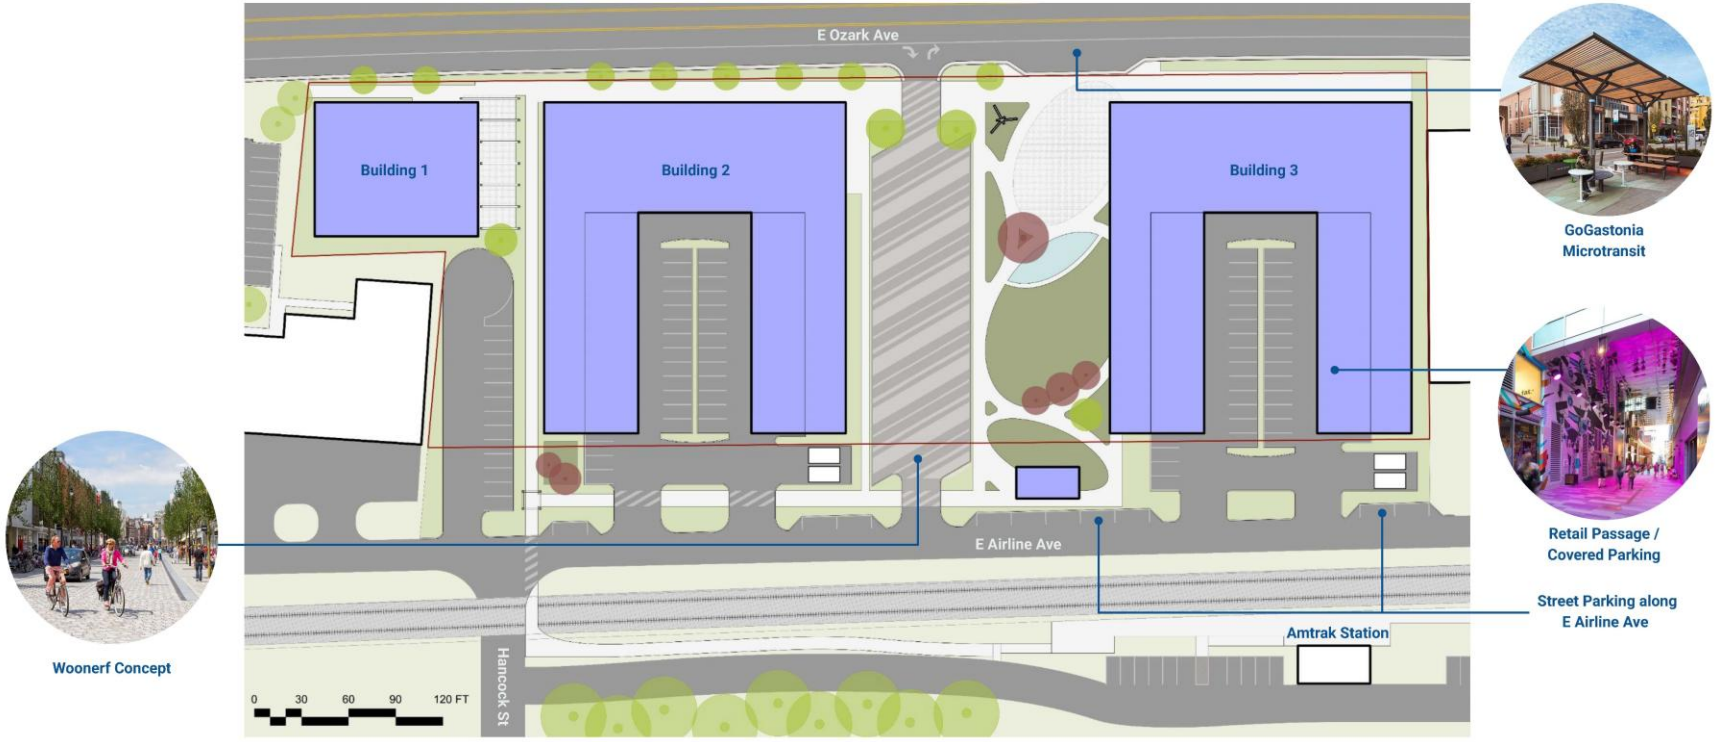 E Ozark Ave
Building 1
Building 2
Building 3
GoGastonia
Microtransit
Retail Passage /
Covered Parking
E Airline Ave
Street Parking along
E Airline Ave
Amtrak Station
Woonerf Concept
Hancock St
0 30 60 90 120 FT